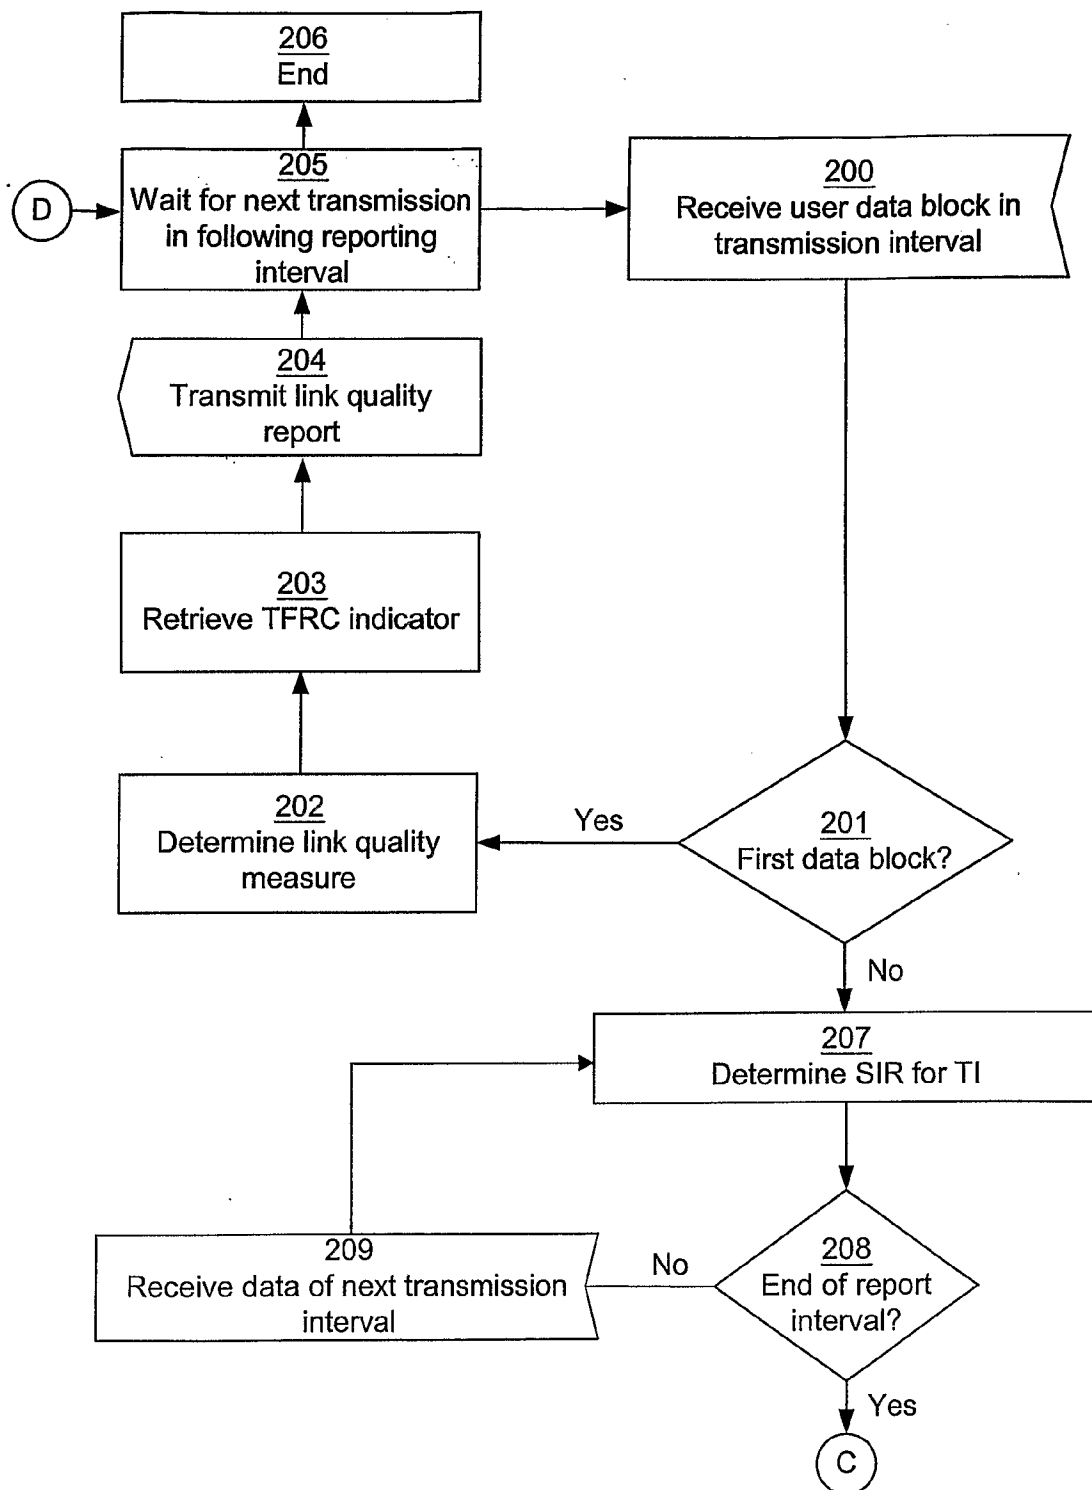 206
End
205
Wait for next transmission
in following reporting
interval
D
200
Receive user data block in
transmission interval
204
Transmit link quality
report
203
Retrieve TFRC indicator
202
Determine link quality
measure
Yes
201
First data block?
No
207
Determine SIR for TI
209
Receive data of next transmission
interval
No
208
End of report
interval?
Yes
C